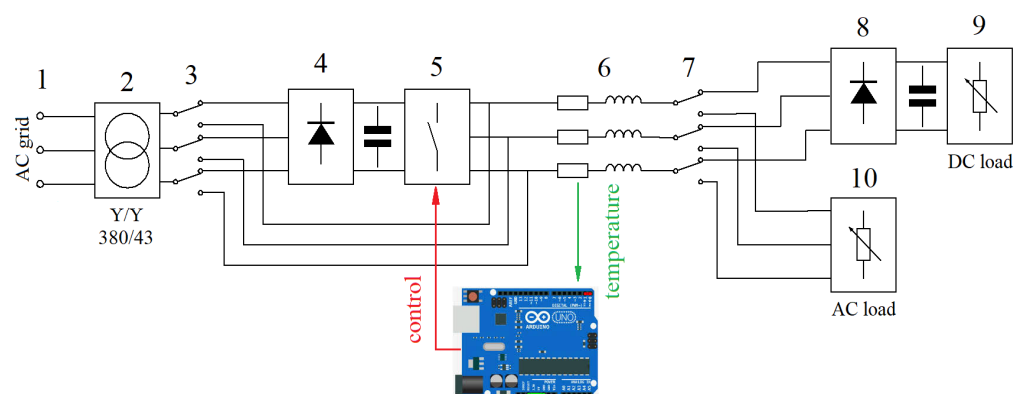 1
2
3
4
5
6
7
8
9
10
AC grid
Y/Y
380/43
control
temperature
DC load
AC load
ARDUINO
UNO